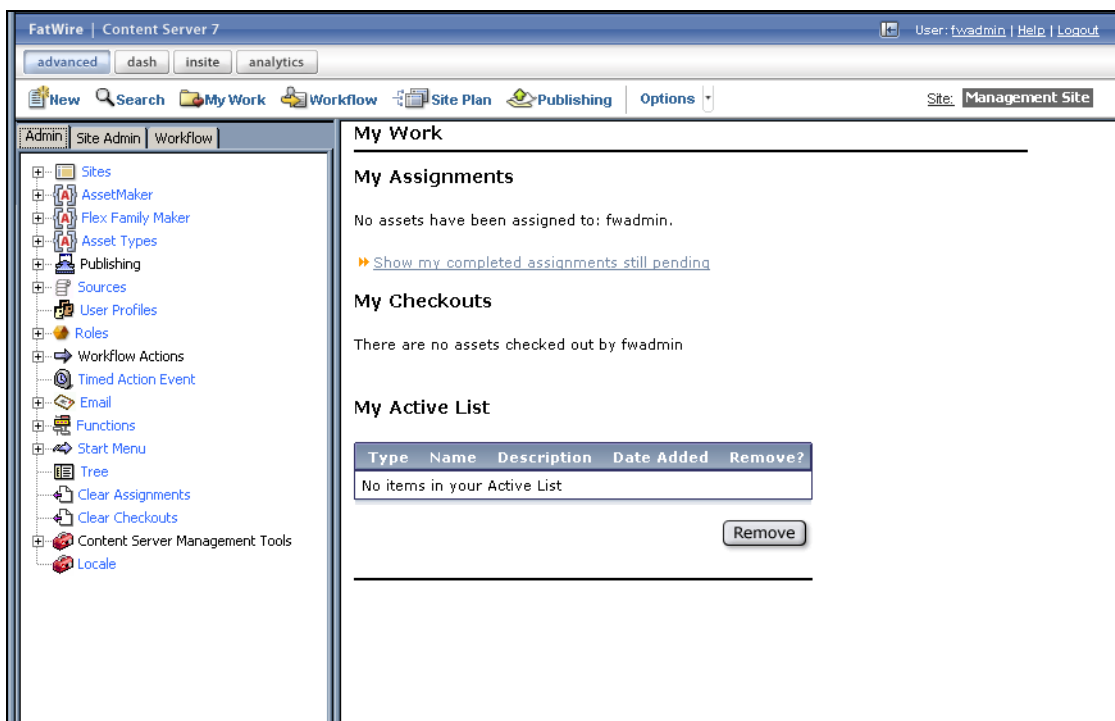 FatWire | Content Server 7
User: fwadmin | Help | Logout
advanced dash insite analytics
New Search My Work Workflow Site Plan Publishing Options Site: Management Site
Admin Site Admin Workflow
Sites
AssetMaker
Flex Family Maker
Asset Types
Publishing
Sources
User Profiles
Roles
Workflow Actions
Timed Action Event
Email
Functions
Start Menu
Tree
Clear Assignments
Clear Checkouts
Content Server Management Tools
Locale
My Work
My Assignments
No assets have been assigned to: fwadmin.
Show my completed assignments still pending
My Checkouts
There are no assets checked out by fwadmin
My Active List
Type Name Description Date Added Remove?
No items in your Active List
Remove